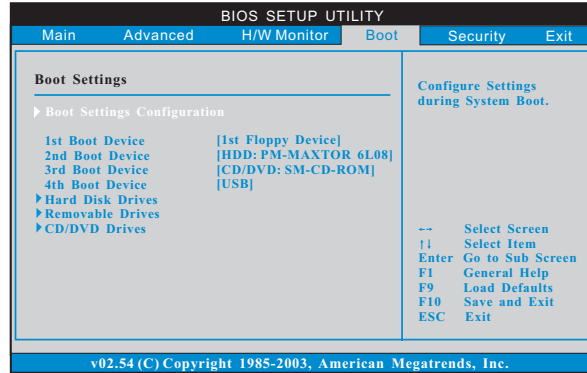 BIOS SETUP UTILITY
Main Advanced H/W Monitor Boot Security Exit
Boot Settings
Boot Settings Configuration
1st Boot Device [1st Floppy Device]
2nd Boot Device [HDD: PM-MAXTOR 6L08]
3rd Boot Device [CD/DVD: SM-CD-ROM]
4th Boot Device [USB]
Hard Disk Drives
Removable Drives
CD/DVD Drives
Configure Settings
during System Boot.
←→ Select Screen
↑↓ Select Item
Enter Go to Sub Screen
F1 General Help
F9 Load Defaults
F10 Save and Exit
ESC Exit
v02.54 (C) Copyright 1985-2003, American Megatrends, Inc.